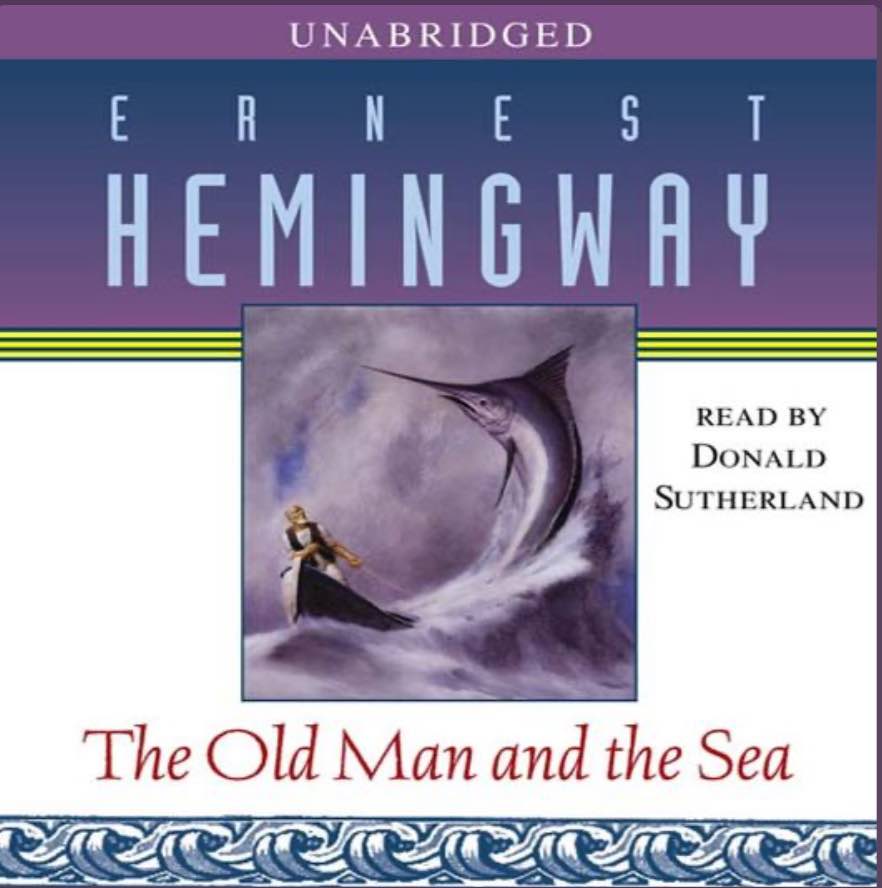 UNABRIDGED
ERNEST
HEMINGWAY
READ BY
DONALD
SUTHERLAND
The Old Man and the Sea